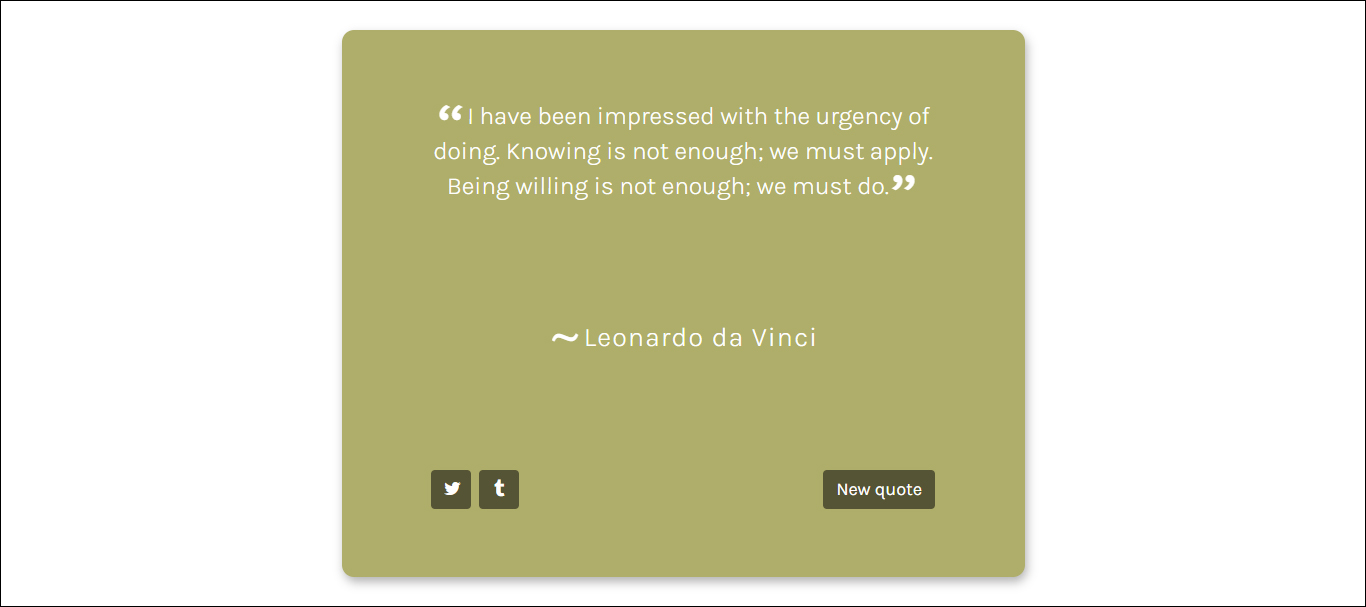 “I have been impressed with the urgency of
doing. Knowing is not enough; we must apply.
Being willing is not enough; we must do.”
~ Leonardo da Vinci
t
New quote